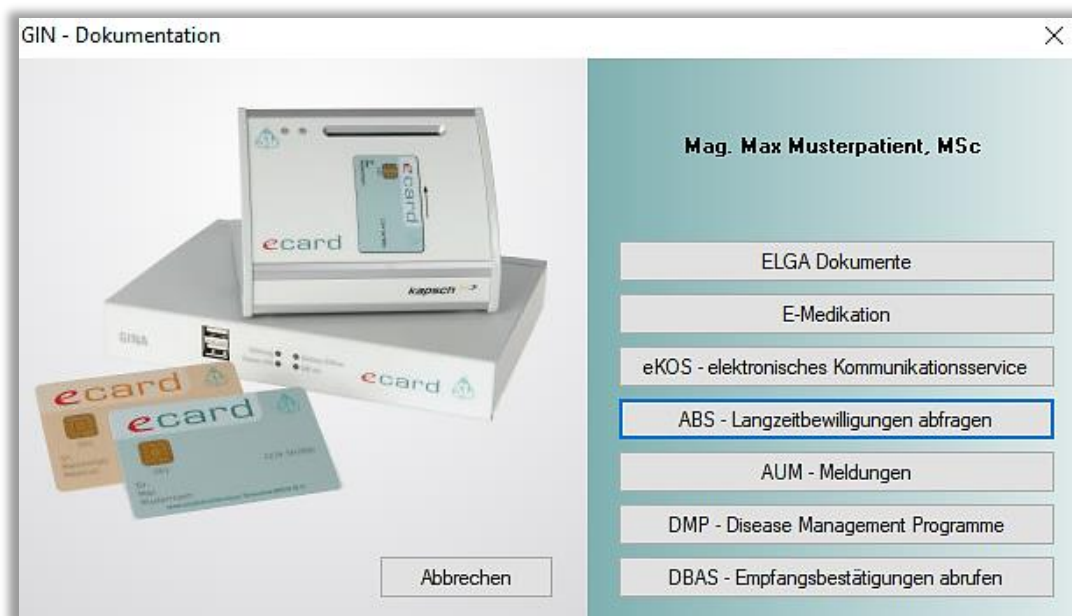 GIN - Dokumentation
Mag. Max Musterpatient, MSc
ecard
ecard
kapsch
GINA
ecard
ecard
ecard
ELGA Dokumente
E-Medikation
eKOS - elektronisches Kommunikationsservice
ABS - Langzeitbewilligungen abfragen
AUM - Meldungen
DMP - Disease Management Programme
DBAS - Empfangsbestätigungen abrufen
Abbrechen